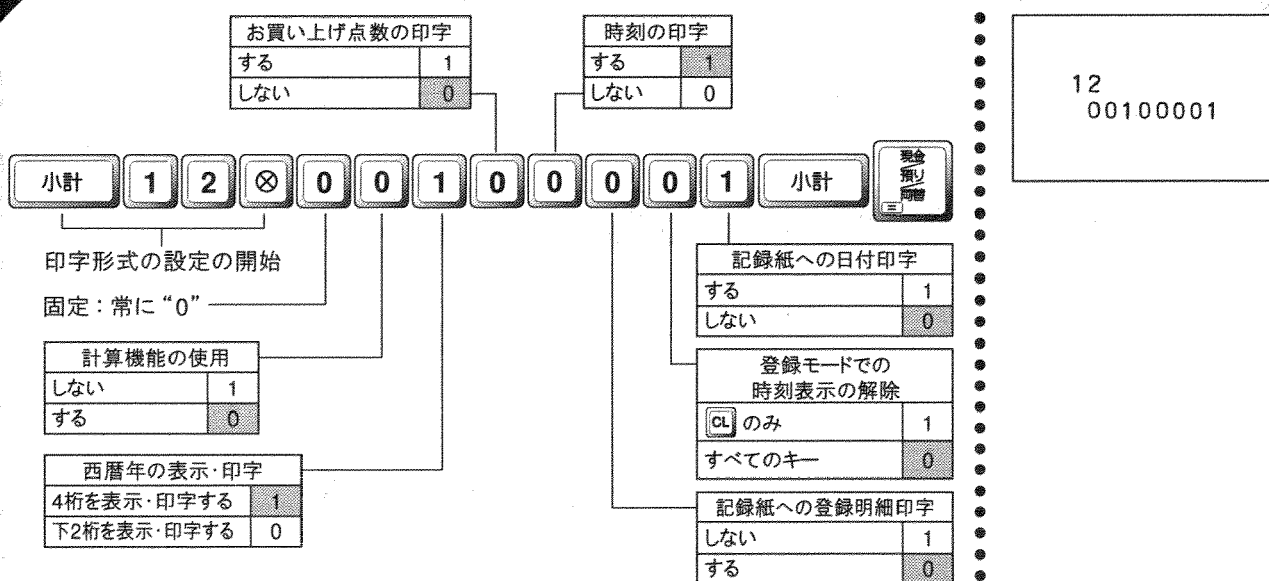 お買い上げ点数の印字
する 1
しない 0
時刻の印字
する 1
しない 0
12
00100001
小計 1 2 ⊗ 0 0 1 0 0 0 0 1 小計 現金/預り/両替 =
印字形式の設定の開始
固定：常に“0”
計算機能の使用
しない 1
する 0
西暦年の表示・印字
4桁を表示・印字する 1
下2桁を表示・印字する 0
記録紙への日付印字
する 1
しない 0
登録モードでの
時刻表示の解除
CL のみ 1
すべてのキー 0
記録紙への登録明細印字
しない 1
する 0